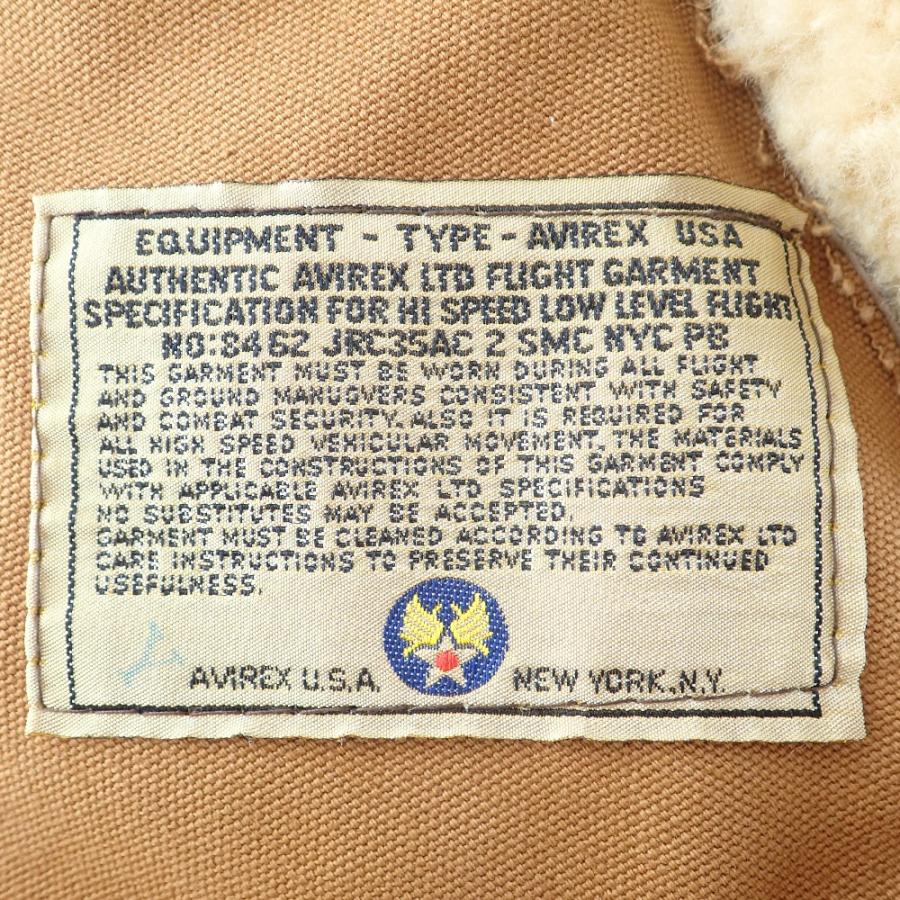 EQUIPMENT - TYPE - AVIREX USA
AUTHENTIC AVIREX LTD FLIGHT GARMENT
SPECIFICATION FOR HI SPEED LOW LEVEL FLIGHT
NO:8462 JRC35AC 2 SMC NYC PB
THIS GARMENT MUST BE WORN DURING ALL FLIGHT
AND GROUND MANUOVERS CONSISTENT WITH SAFETY
AND COMBAT SECURITY. ALSO IT IS REQUIRED FOR
ALL HIGH SPEED VEHICULAR MOVEMENT. THE MATERIALS
USED IN THE CONSTRUCTIONS OF THIS GARMENT COMPLY
WITH APPLICABLE AVIREX LTD SPECIFICATIONS
NO SUBSTITUTES MAY BE ACCEPTED.
GARMENT MUST BE CLEANED ACCORDING TO AVIREX LTD
CARE INSTRUCTIONS TO PRESERVE THEIR CONTINUED
USEFULNESS.
AVIREX U.S.A. NEW YORK, N.Y.